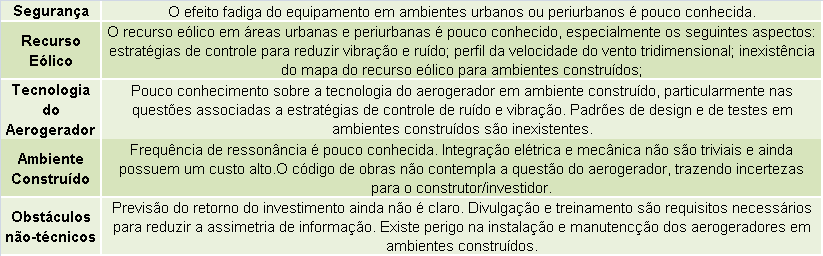 Segurança
O efeito fadiga do equipamento em ambientes urbanos ou periurbanos é pouco conhecida.
Recurso
Eólico
O recurso eólico em áreas urbanas e periurbanas é pouco conhecido, especialmente os seguintes aspectos:
estratégias de controle para reduzir vibração e ruído; perfil da velocidade do vento tridimensional; inexistência
do mapa do recurso eólico para ambientes construídos;
Tecnologia
do
Aerogerador
Pouco conhecimento sobre a tecnologia do aerogerador em ambiente construído, particularmente nas
questões associadas a estratégias de controle de ruído e vibração. Padrões de design e de testes em
ambientes construídos são inexistentes.
Ambiente
Construído
Frequência de ressonância é pouco conhecida. Integração elétrica e mecânica não são triviais e ainda
possuem um custo alto.O código de obras não contempla a questão do aerogerador, trazendo incertezas
para o construtor/investidor.
Obstáculos
não-técnicos
Previsão do retorno do investimento ainda não é claro. Divulgação e treinamento são requisitos necessários
para reduzir a assimetria de informação. Existe perigo na instalação e manutencção dos aerogeradores em
ambientes construídos.